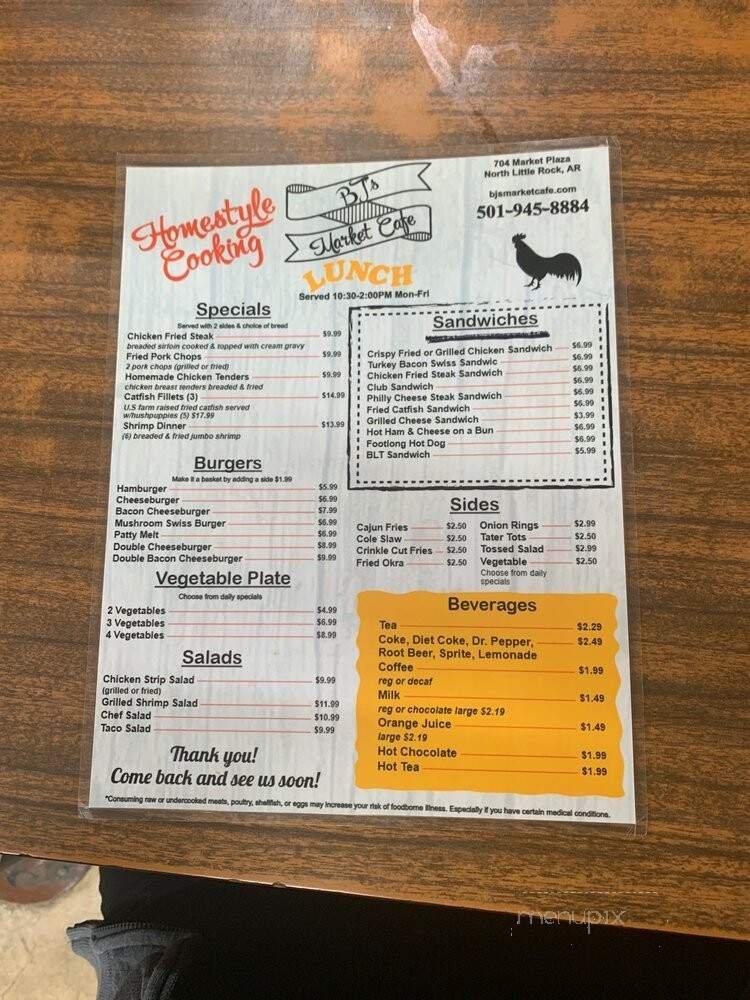 Homestyle
Cooking
BJ's
Market Cafe
LUNCH
Served 10:30-2:00PM Mon-Fri
704 Market Plaza
North Little Rock, AR
bjsmarketcafe.com
501-945-8884
Specials
Served with 2 sides & choice of bread
Chicken Fried Steak $9.99
breaded sirloin cooked & topped with cream gravy
Fried Pork Chops $9.99
2 pork chops (grilled or fried)
Homemade Chicken Tenders $9.99
chicken breast tenders breaded & fried
Catfish Fillets (3) $14.99
U.S farm raised fried catfish served
w/hushpuppies (5) $17.99
Shrimp Dinner $13.99
(6) breaded & fried jumbo shrimp
Burgers
Make it a basket by adding a side $1.99
Hamburger $5.99
Cheeseburger $6.99
Bacon Cheeseburger $7.99
Mushroom Swiss Burger $6.99
Patty Melt $6.99
Double Cheeseburger $8.99
Double Bacon Cheeseburger $9.99
Vegetable Plate
Choose from daily specials
2 Vegetables $4.99
3 Vegetables $6.99
4 Vegetables $8.99
Salads
Chicken Strip Salad $9.99
(grilled or fried)
Grilled Shrimp Salad $11.99
Chef Salad $10.99
Taco Salad $9.99
Thank you!
Come back and see us soon!
Sandwiches
Crispy Fried or Grilled Chicken Sandwich $6.99
Turkey Bacon Swiss Sandwic $6.99
Chicken Fried Steak Sandwich $6.99
Club Sandwich $6.99
Philly Cheese Steak Sandwich $6.99
Fried Catfish Sandwich $6.99
Grilled Cheese Sandwich $3.99
Hot Ham & Cheese on a Bun $6.99
Footlong Hot Dog $6.99
BLT Sandwich $5.99
Sides
Cajun Fries $2.50
Cole Slaw $2.50
Crinkle Cut Fries $2.50
Fried Okra $2.50
Onion Rings $2.99
Tater Tots $2.50
Tossed Salad $2.99
Vegetable $2.50
Choose from daily
specials
Beverages
Tea $2.29
Coke, Diet Coke, Dr. Pepper, $2.49
Root Beer, Sprite, Lemonade
Coffee $1.99
reg or decaf
Milk $1.49
reg or chocolate large $2.19
Orange Juice $1.49
large $2.19
Hot Chocolate $1.99
Hot Tea $1.99
*Consuming raw or undercooked meats, poultry, shellfish, or eggs may increase your risk of foodborne illness. Especially if you have certain medical conditions.
menupix